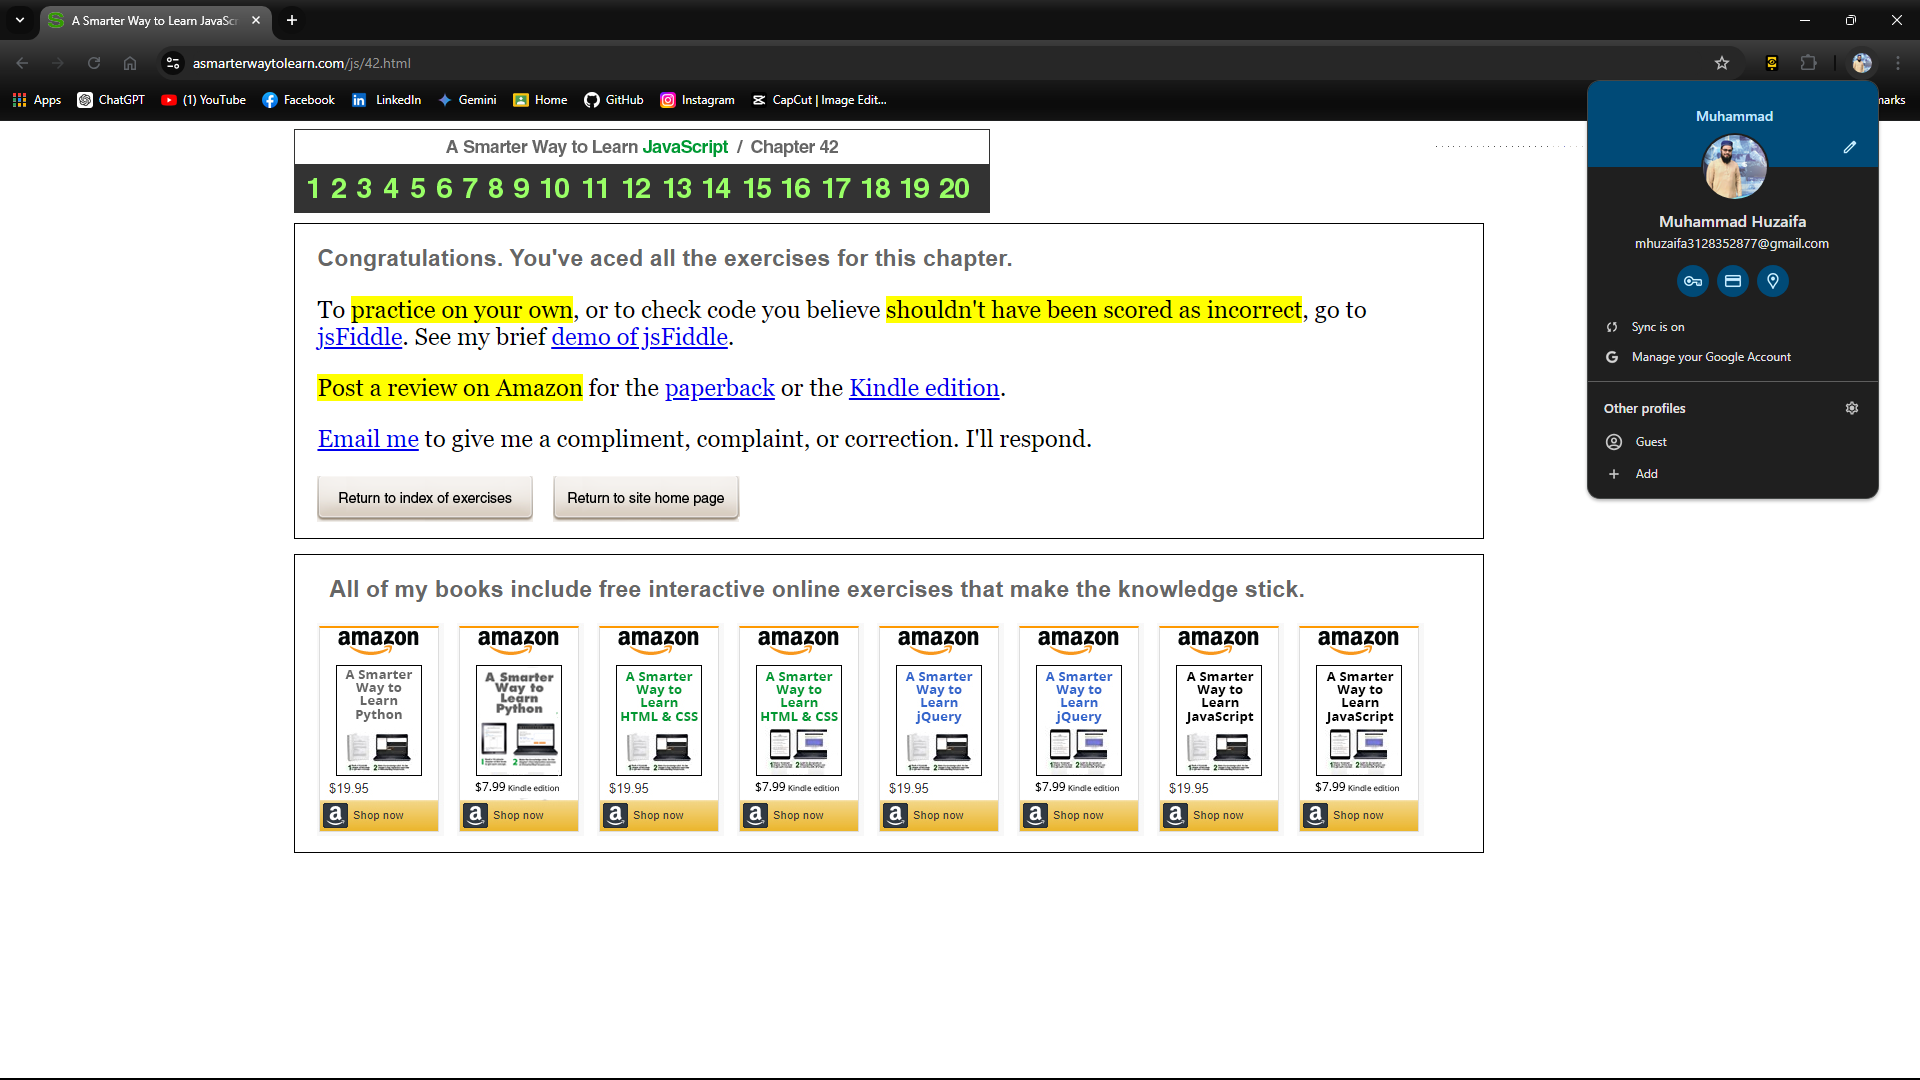 A Smarter Way to Learn JavaSc
asmarterwaytolearn.com/js/42.html
Apps
ChatGPT
(1) YouTube
Facebook
LinkedIn
Gemini
Home
GitHub
Instagram
CapCut | Image Edit...
marks
A Smarter Way to Learn JavaScript / Chapter 42
1 2 3 4 5 6 7 8 9 10 11 12 13 14 15 16 17 18 19 20
Congratulations. You've aced all the exercises for this chapter.
To practice on your own, or to check code you believe shouldn't have been scored as incorrect, go to
jsFiddle. See my brief demo of jsFiddle.
Post a review on Amazon for the paperback or the Kindle edition.
Email me to give me a compliment, complaint, or correction. I'll respond.
Return to index of exercises
Return to site home page
Muhammad
Muhammad Huzaifa
mhuzaifa3128352877@gmail.com
Sync is on
Manage your Google Account
Other profiles
Guest
Add
All of my books include free interactive online exercises that make the knowledge stick.
amazon
A Smarter
Way to
Learn
Python
$19.95
Shop now
amazon
A Smarter
Way to
Learn
Python
$7.99 Kindle edition
Shop now
amazon
A Smarter
Way to
Learn
HTML & CSS
$19.95
Shop now
amazon
A Smarter
Way to
Learn
HTML & CSS
$7.99 Kindle edition
Shop now
amazon
A Smarter
Way to
Learn
jQuery
$19.95
Shop now
amazon
A Smarter
Way to
Learn
jQuery
$7.99 Kindle edition
Shop now
amazon
A Smarter
Way to
Learn
JavaScript
$19.95
Shop now
amazon
A Smarter
Way to
Learn
JavaScript
$7.99 Kindle edition
Shop now